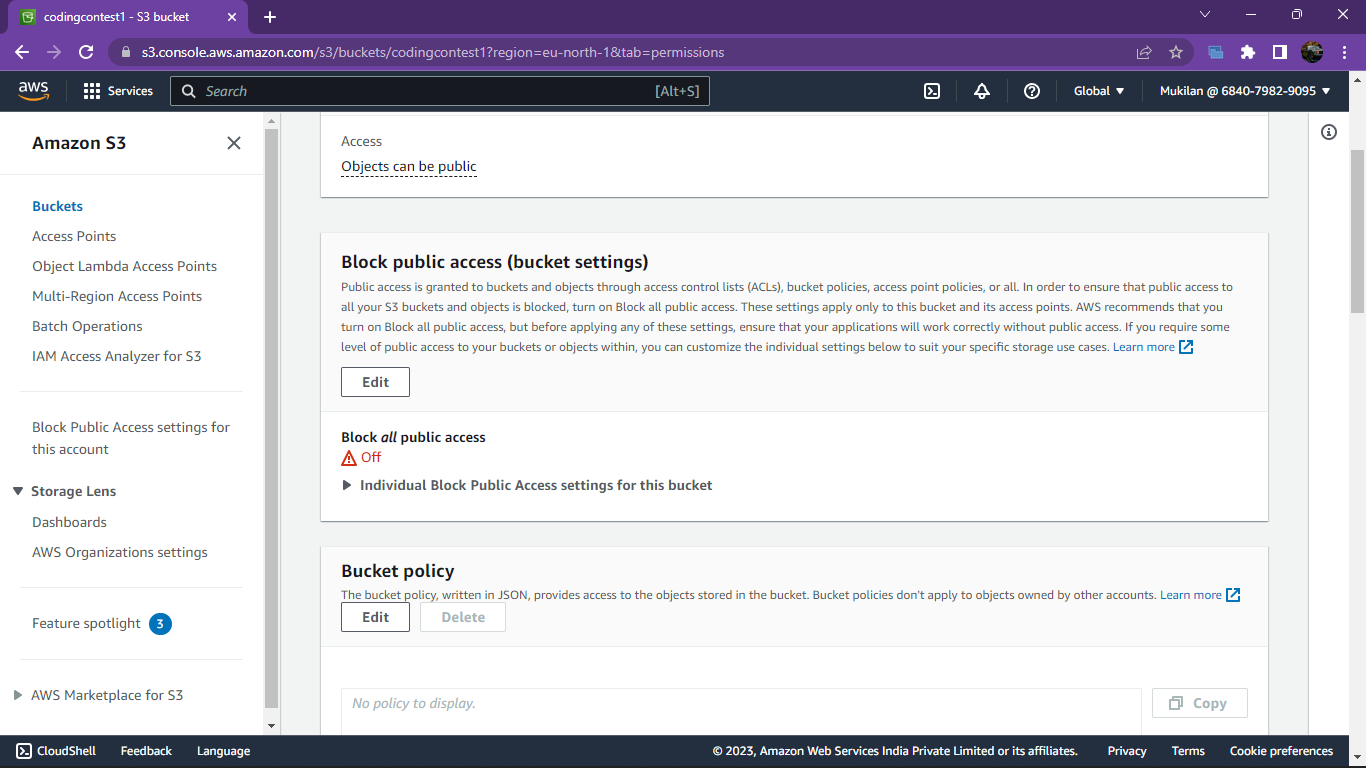 codingcontest1 - S3 bucket
s3.console.aws.amazon.com/s3/buckets/codingcontest1?region=eu-north-1&tab=permissions
aws
Services
Search
[Alt+S]
Global
Mukilan @ 6840-7982-9095
Amazon S3
Buckets
Access Points
Object Lambda Access Points
Multi-Region Access Points
Batch Operations
IAM Access Analyzer for S3
Block Public Access settings for
this account
Storage Lens
Dashboards
AWS Organizations settings
Feature spotlight 3
AWS Marketplace for S3
Access
Objects can be public
Block public access (bucket settings)
Public access is granted to buckets and objects through access control lists (ACLs), bucket policies, access point policies, or all. In order to ensure that public access to
all your S3 buckets and objects is blocked, turn on Block all public access. These settings apply only to this bucket and its access points. AWS recommends that you
turn on Block all public access, but before applying any of these settings, ensure that your applications will work correctly without public access. If you require some
level of public access to your buckets or objects within, you can customize the individual settings below to suit your specific storage use cases. Learn more
Edit
Block all public access
Off
Individual Block Public Access settings for this bucket
Bucket policy
The bucket policy, written in JSON, provides access to the objects stored in the bucket. Bucket policies don't apply to objects owned by other accounts. Learn more
Edit
Delete
No policy to display.
Copy
CloudShell
Feedback
Language
© 2023, Amazon Web Services India Private Limited or its affiliates.
Privacy
Terms
Cookie preferences